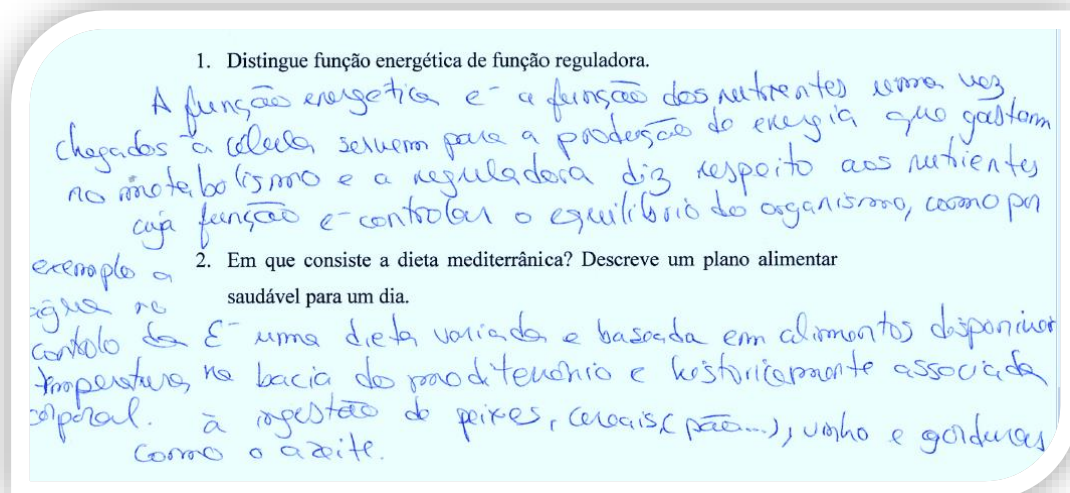 1. Distingue função energética de função reguladora.
A função energética e- a função dos nutrientes uma vez
chegados à célula servem para a produção de energia que gastam
no metabolismo e a reguladora diz respeito aos nutrientes
cuja função e- controlar o equilíbrio do organismo, como por
exemplo a
água no
controlo da
temperatura
corporal.
2. Em que consiste a dieta mediterrânica? Descreve um plano alimentar
saudável para um dia.
E- uma dieta variada e baseada em alimentos disponíveis
na bacia do mediterrânio e historicamente associada
à ingestão de peixes, cereais (pão...), vinho e gorduras
como o azeite.